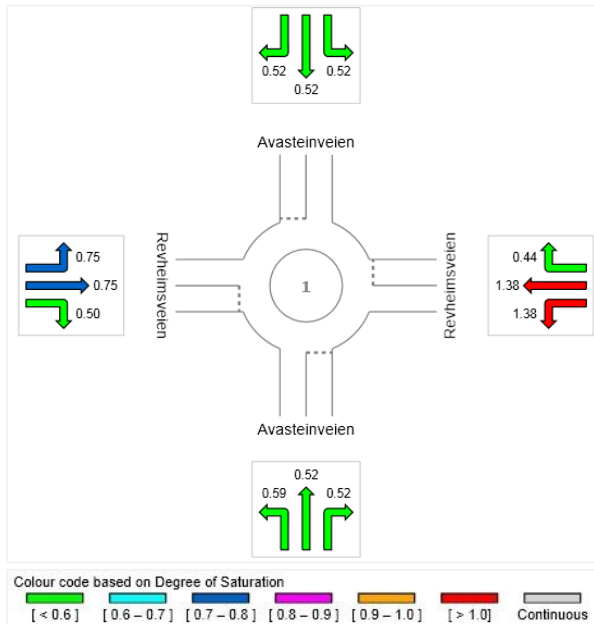 0.52
0.52
0.52
Avasteinveien
Revheimsveien
0.75
0.75
0.50
1
Revheimsveien
0.44
1.38
1.38
Avasteinveien
0.52
0.59
0.52
Colour code based on Degree of Saturation
[ < 0.6 ] [ 0.6 – 0.7 ] [ 0.7 – 0.8 ] [ 0.8 – 0.9 ] [ 0.9 – 1.0 ] [ > 1.0 ] Continuous